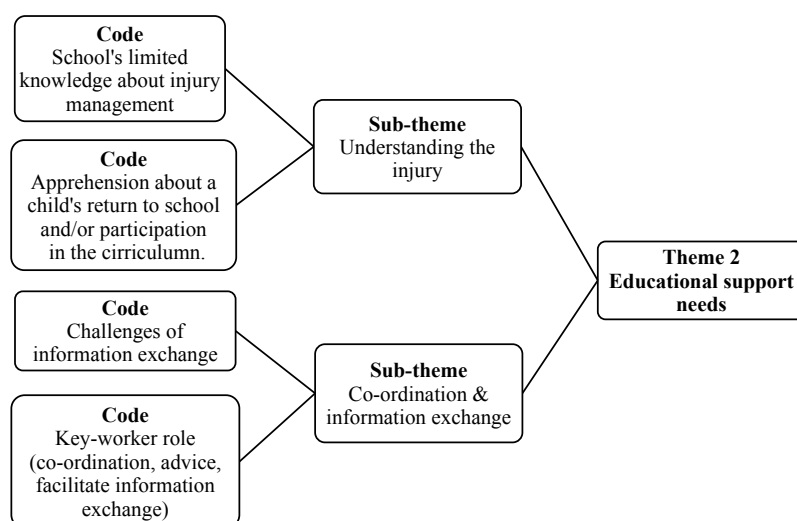 Code
School's limited
knowledge about injury
management
Code
Apprehension about a
child's return to school
and/or participation
in the cirriculumn.
Code
Challenges of
information exchange
Code
Key-worker role
(co-ordination, advice,
facilitate information
exchange)
Sub-theme
Understanding the
injury
Sub-theme
Co-ordination &
information exchange
Theme 2
Educational support
needs